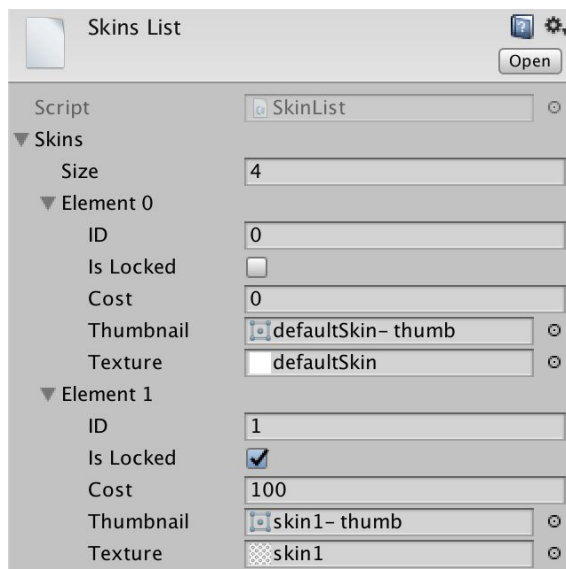 Skins List
Open
Script SkinList
Skins
Size 4
Element 0
ID 0
Is Locked
Cost 0
Thumbnail defaultSkin- thumb
Texture defaultSkin
Element 1
ID 1
Is Locked
Cost 100
Thumbnail skin1- thumb
Texture skin1